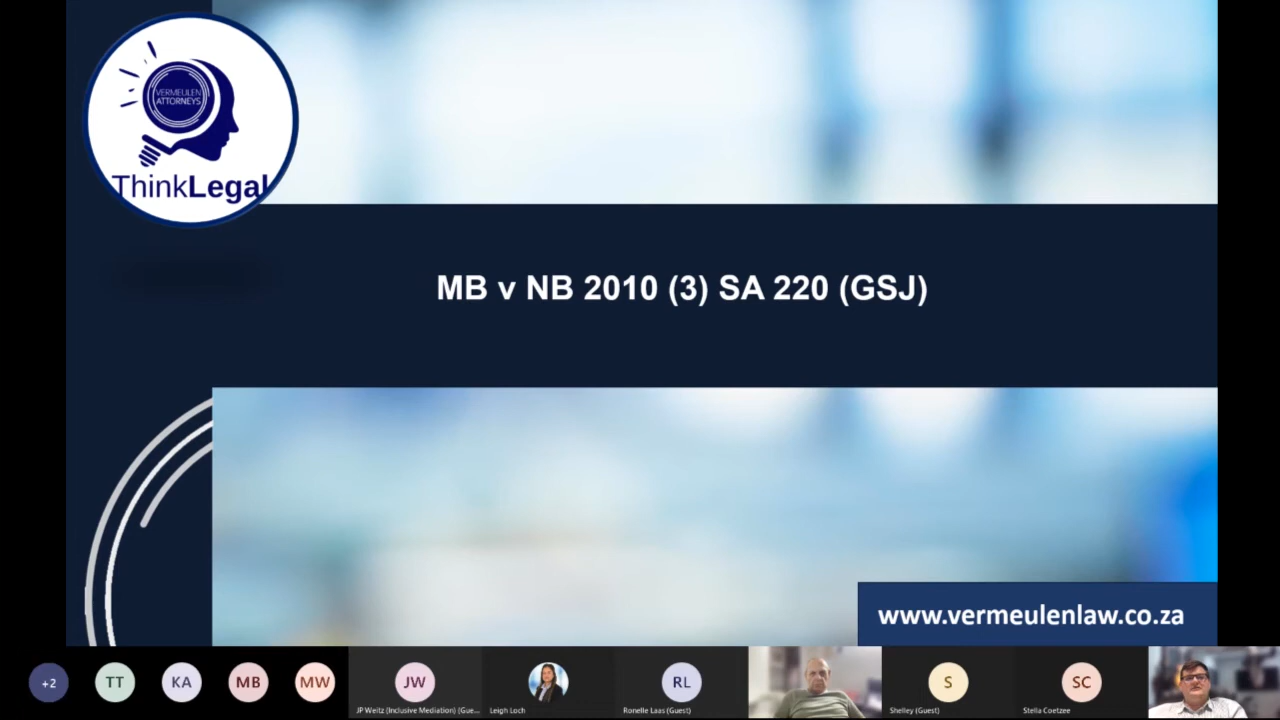 VERMEULEN
ATTORNEYS
ThinkLegal
MB v NB 2010 (3) SA 220 (GSJ)
www.vermeulenlaw.co.za
+2
TT
KA
MB
MW
JW
RL
S
SC
JP Weitz (Inclusive Mediation) (Gue...
Leigh Loch
Ronelle Laas (Guest)
Shelley (Guest)
Stella Coetzee